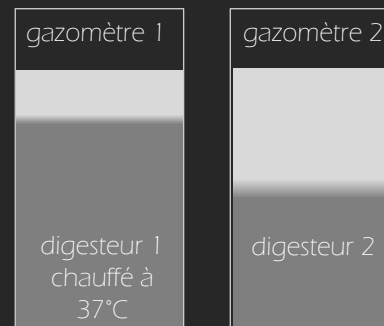 gazomètre 1
gazomètre 2
digesteur 1
chauffé à
37°C
digesteur 2